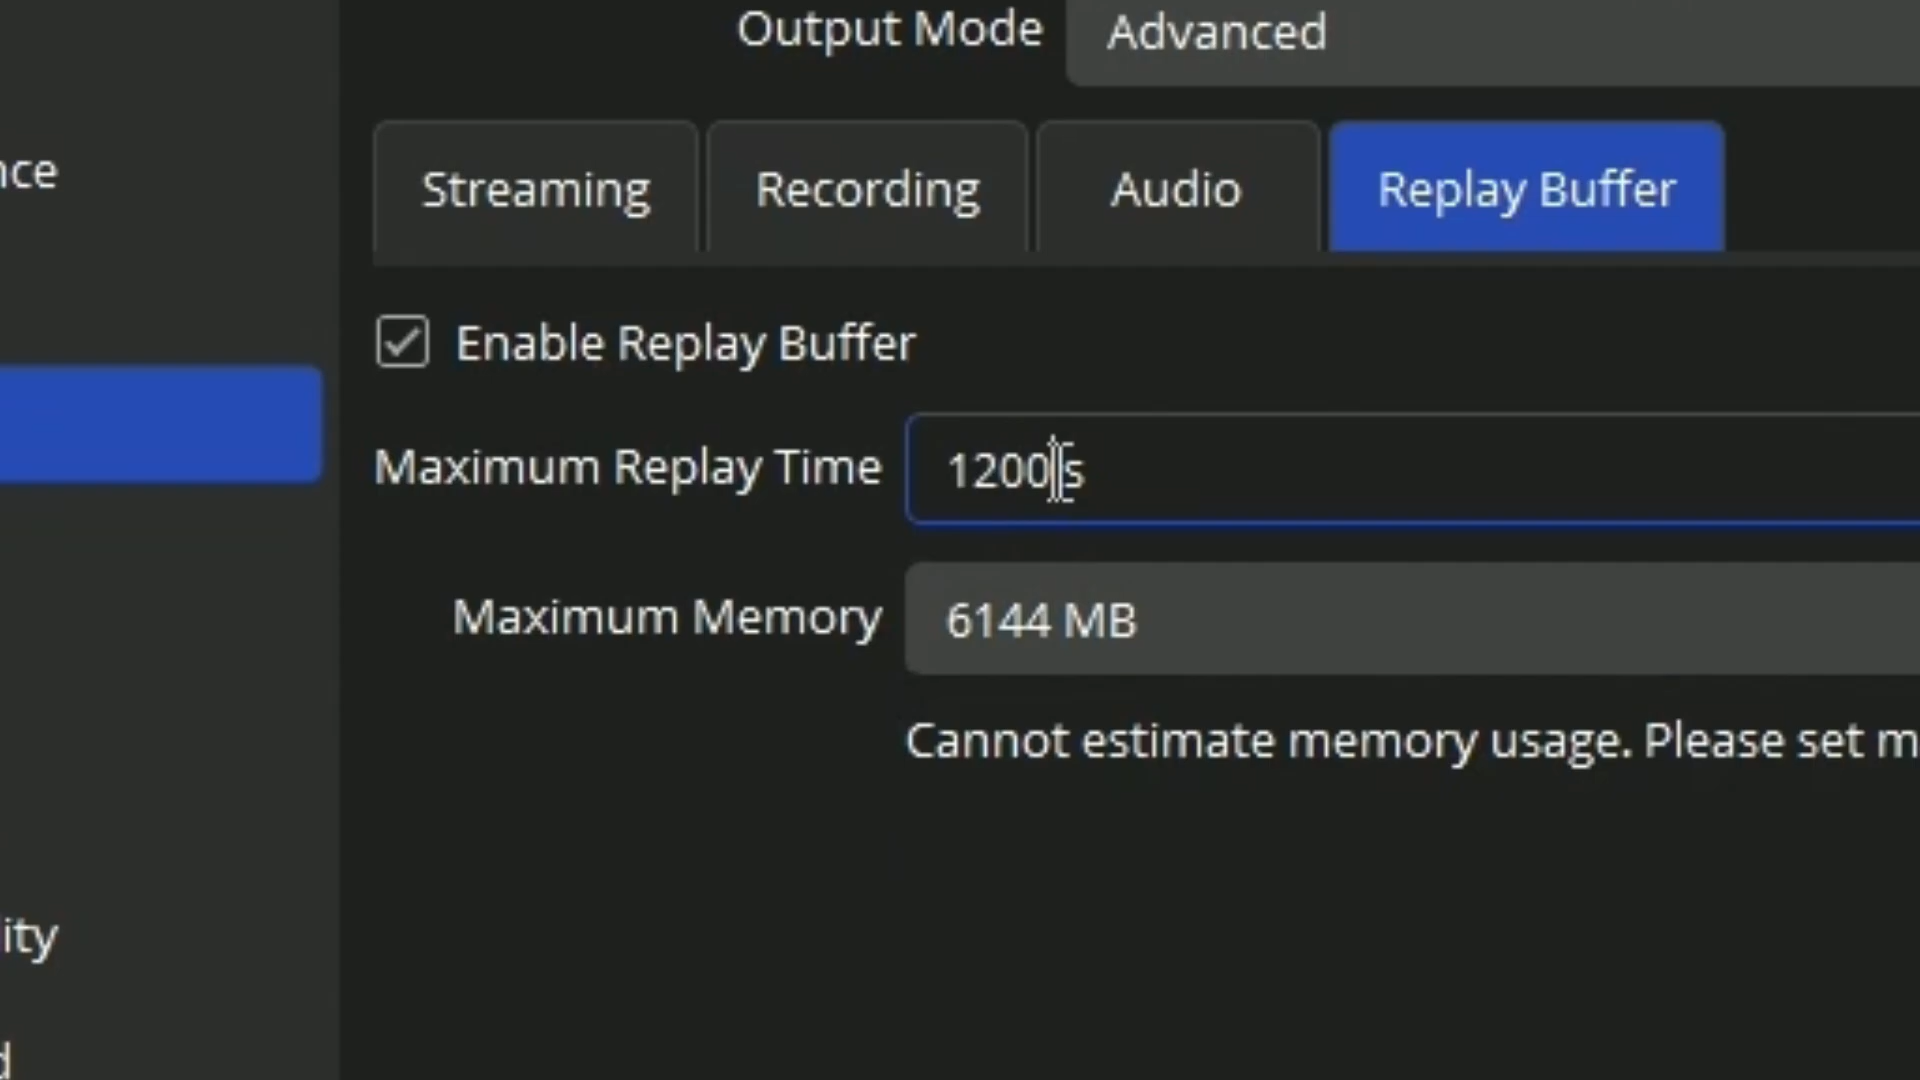 Output Mode Advanced
Streaming Recording Audio Replay Buffer
Enable Replay Buffer
Maximum Replay Time 1200 s
Maximum Memory 6144 MB
Cannot estimate memory usage. Please set m
nce
ity
d